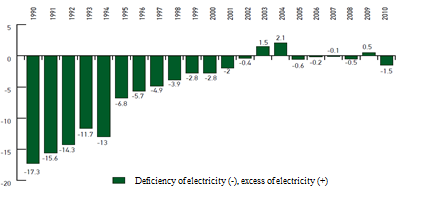 1990 1991 1992 1993 1994 1995 1996 1997 1998 1999 2000 2001 2002 2003 2004 2005 2006 2007 2008 2009 2010
5
0
-5
-10
-15
-20
-17.3 -15.6 -14.3 -11.7 -13 -6.8 -5.7 -4.9 -3.9 -2.8 -2.8 -2 -0.4 1.5 2.1 -0.6 -0.2 -0.1 -0.5 0.5 -1.5
Deficiency of electricity (-), excess of electricity (+)